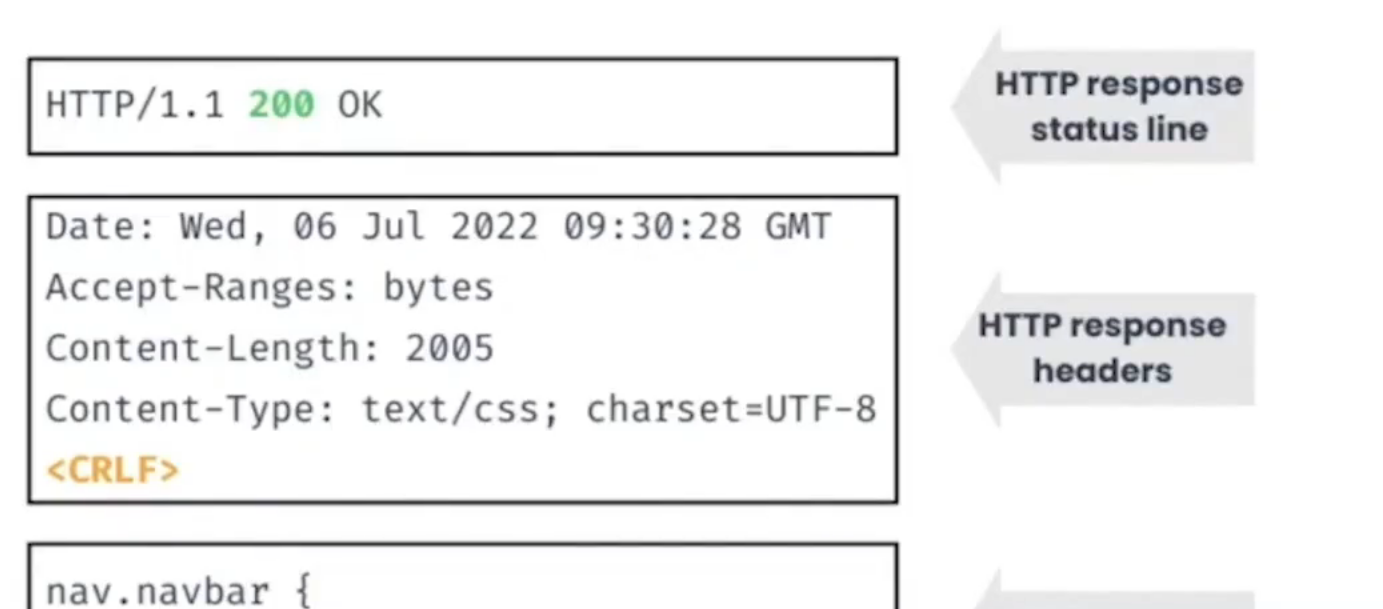 HTTP/1.1 200 OK
HTTP response
status line
Date: Wed, 06 Jul 2022 09:30:28 GMT
Accept-Ranges: bytes
Content-Length: 2005
Content-Type: text/css; charset=UTF-8
<CRLF>
HTTP response
headers
nav.navbar {